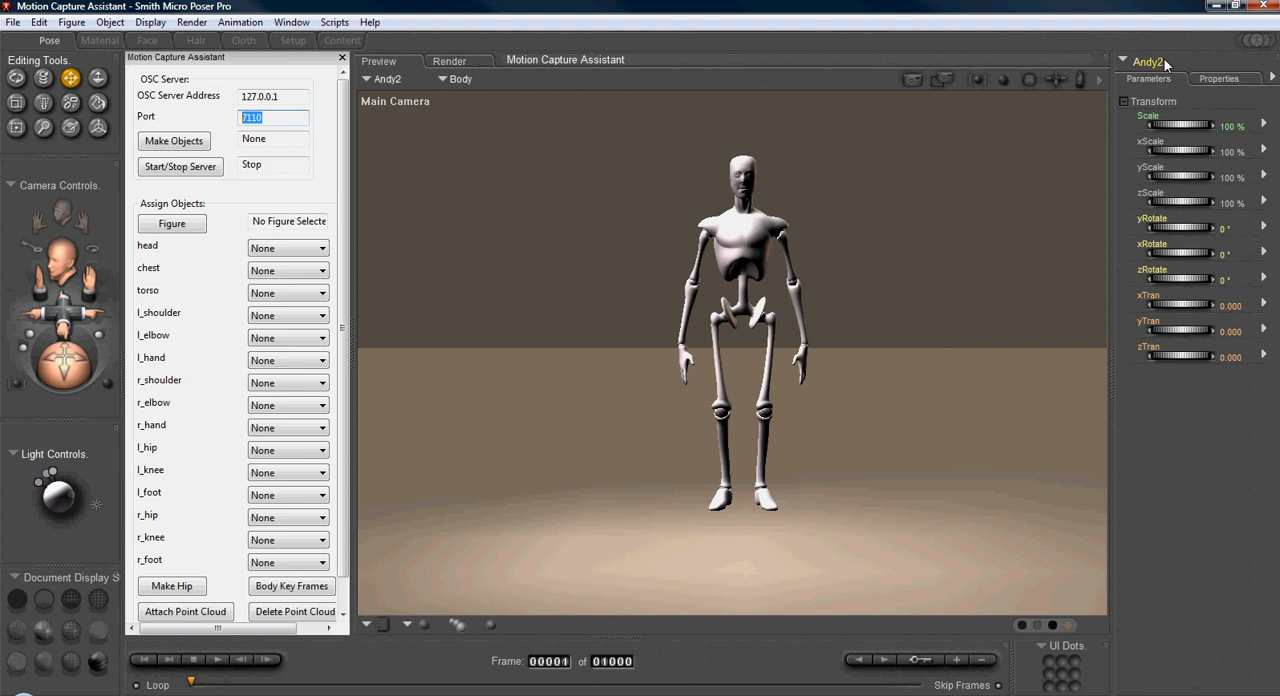 Motion Capture Assistant - Smith Micro Poser Pro
File Edit Figure Object Display Render Animation Window Scripts Help
Pose Material Face Hair Cloth Setup Content
Editing Tools.
Camera Controls.
Light Controls.
Document Display S
Motion Capture Assistant
OSC Server:
OSC Server Address 127.0.0.1
Port 7110
Make Objects None
Start/Stop Server Stop
Assign Objects:
Figure No Figure Selecte
head None
chest None
torso None
l_shoulder None
l_elbow None
l_hand None
r_shoulder None
r_elbow None
r_hand None
l_hip None
l_knee None
l_foot None
r_hip None
r_knee None
r_foot None
Make Hip Body Key Frames
Attach Point Cloud Delete Point Cloud
Preview Render Motion Capture Assistant
Andy2 Body
Main Camera
Andy2
Parameters Properties
Transform
Scale
100 %
xScale
100 %
yScale
100 %
zScale
100 %
yRotate
0 °
xRotate
0 °
zRotate
0 °
xTran
0.000
yTran
0.000
zTran
0.000
Frame: 00001 of 01000
Loop
Skip Frames
UI Dots.